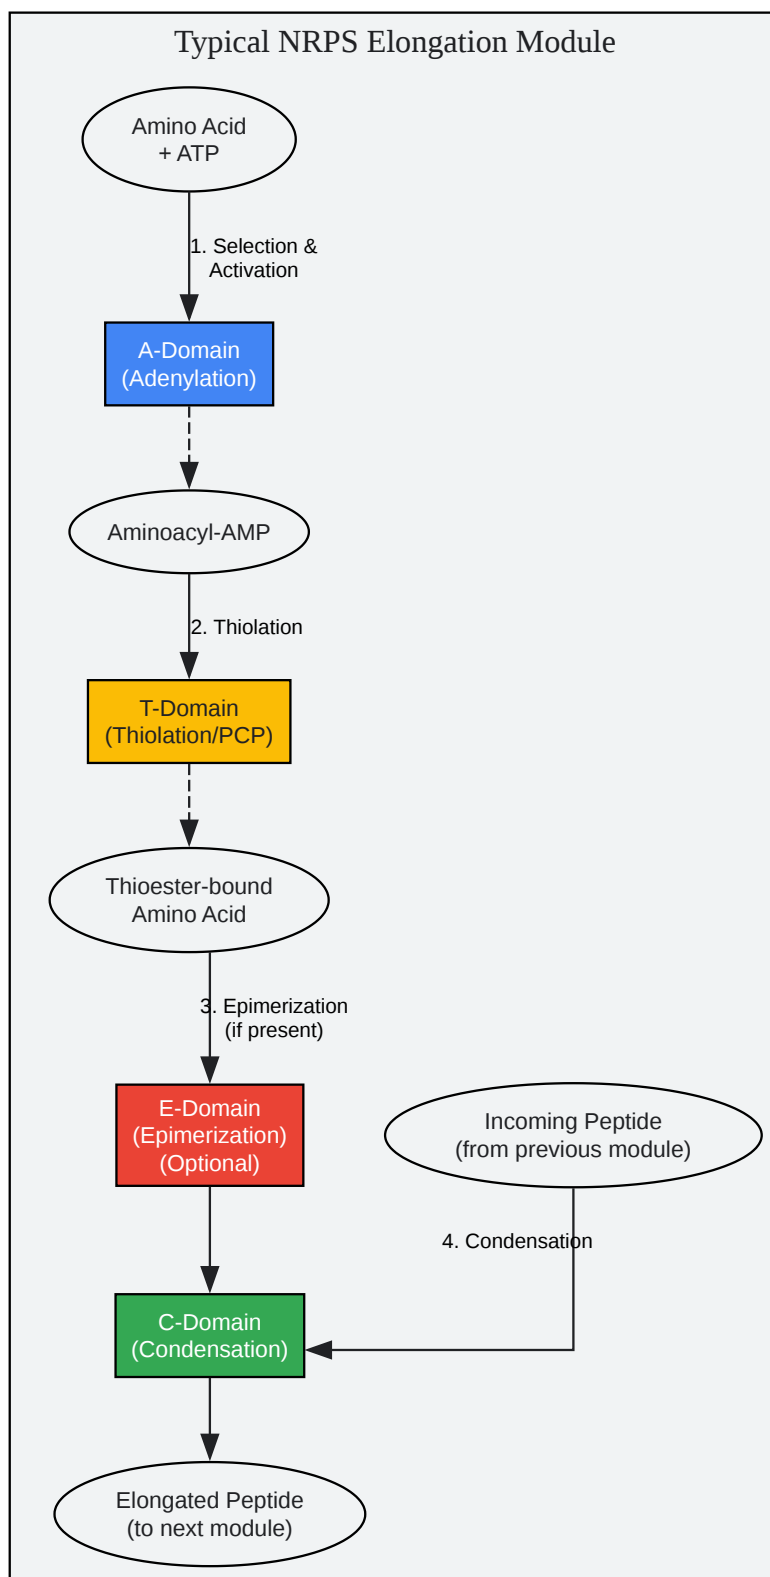 Typical NRPS Elongation Module
Amino Acid
+ ATP
1. Selection &
Activation
A-Domain
(Adenylation)
Aminoacyl-AMP
2. Thiolation
T-Domain
(Thiolation/PCP)
Thioester-bound
Amino Acid
3. Epimerization
(if present)
E-Domain
(Epimerization)
(Optional)
Incoming Peptide
(from previous module)
4. Condensation
C-Domain
(Condensation)
Elongated Peptide
(to next module)